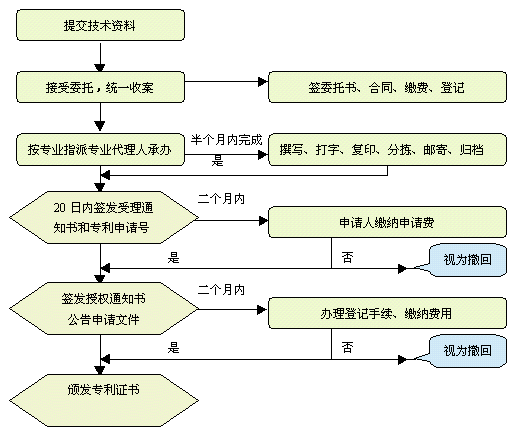 提交技术资料
接受委托，统一收案
签委托书、合同、缴费、登记
按专业指派专业代理人承办
半个月内完成
是
撰写、打字、复印、分拣、邮寄、归档
20 日内签发受理通
知书和专利申请号
二个月内
申请人缴纳申请费
是
否
视为撤回
签发授权通知书
公告申请文件
二个月内
办理登记手续、缴纳费用
是
否
视为撤回
颁发专利证书